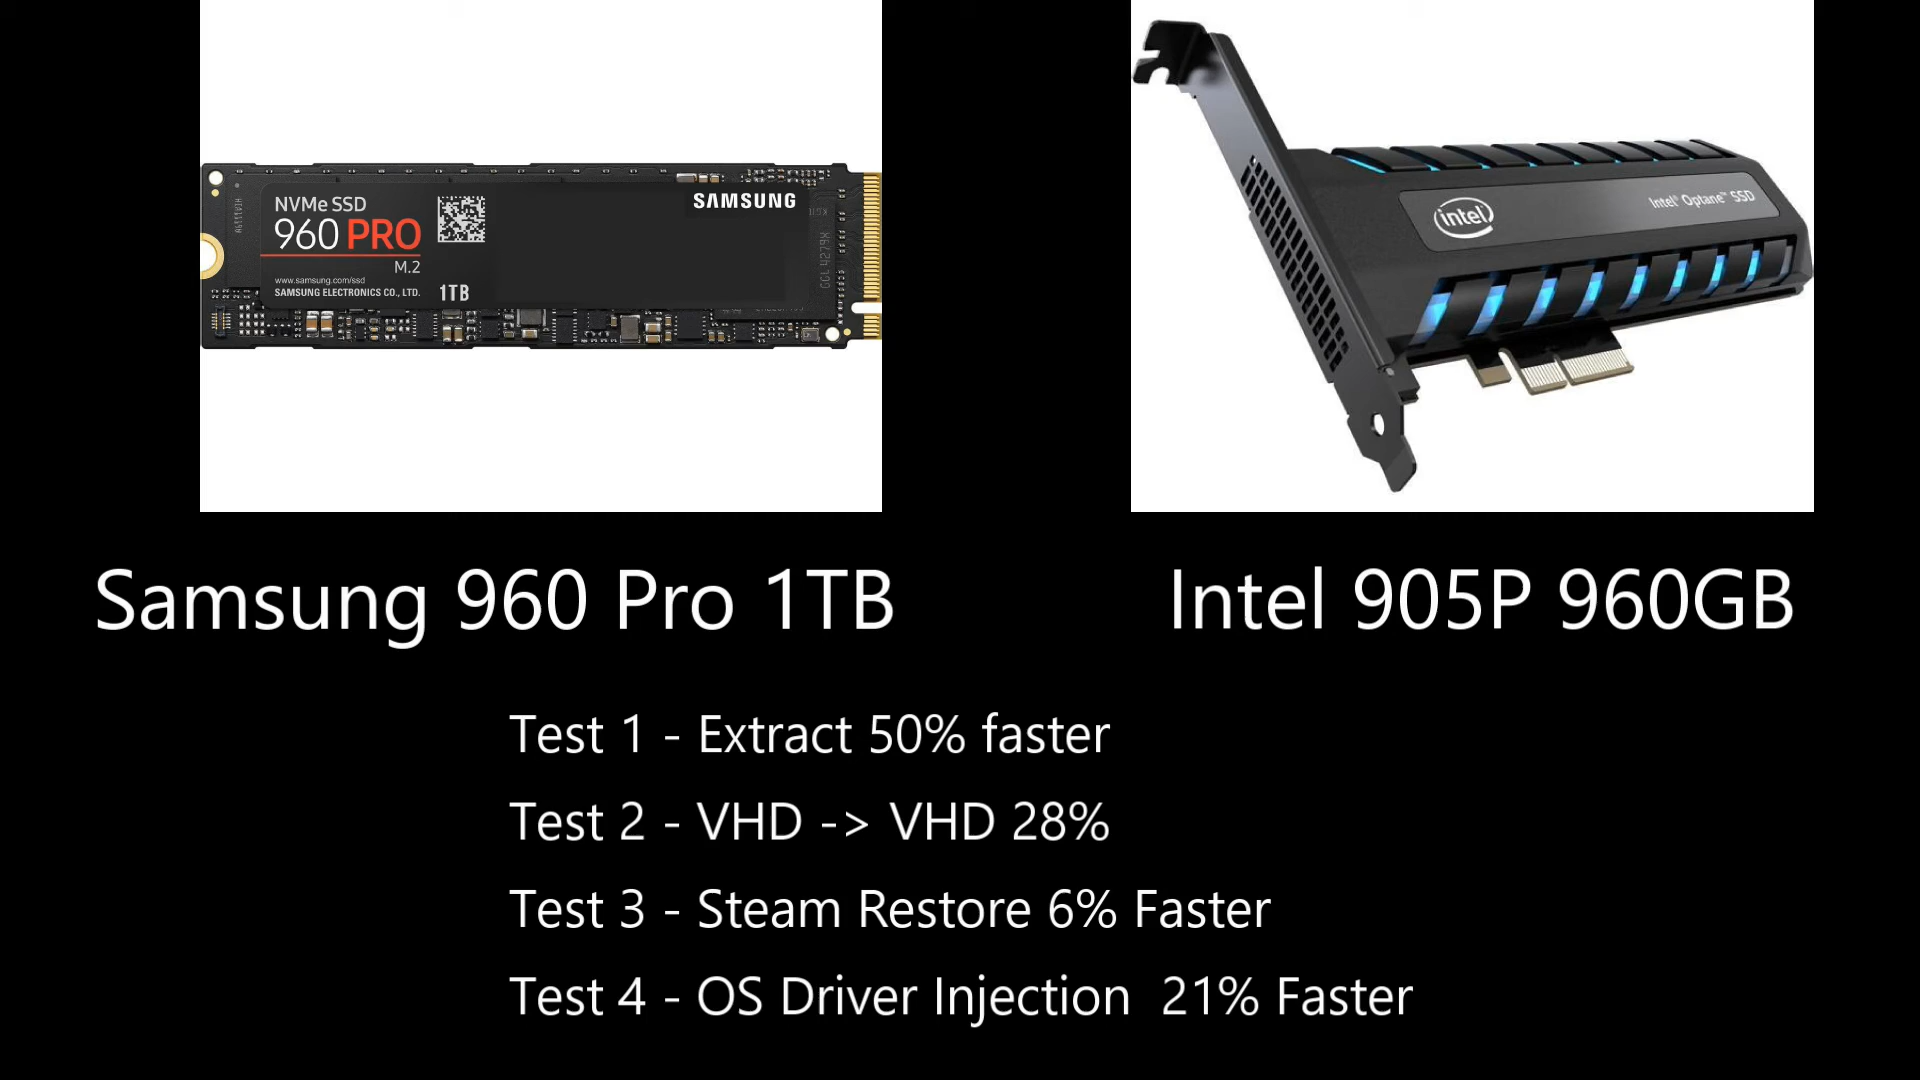 NVMe SSD
960 PRO
M.2
www.samsung.com/ssd
SAMSUNG ELECTRONICS CO., LTD.
1TB
SAMSUNG
intel
Intel® Optane™ SSD
Samsung 960 Pro 1TB
Intel 905P 960GB
Test 1 - Extract 50% faster
Test 2 - VHD -> VHD 28%
Test 3 - Steam Restore 6% Faster
Test 4 - OS Driver Injection 21% Faster